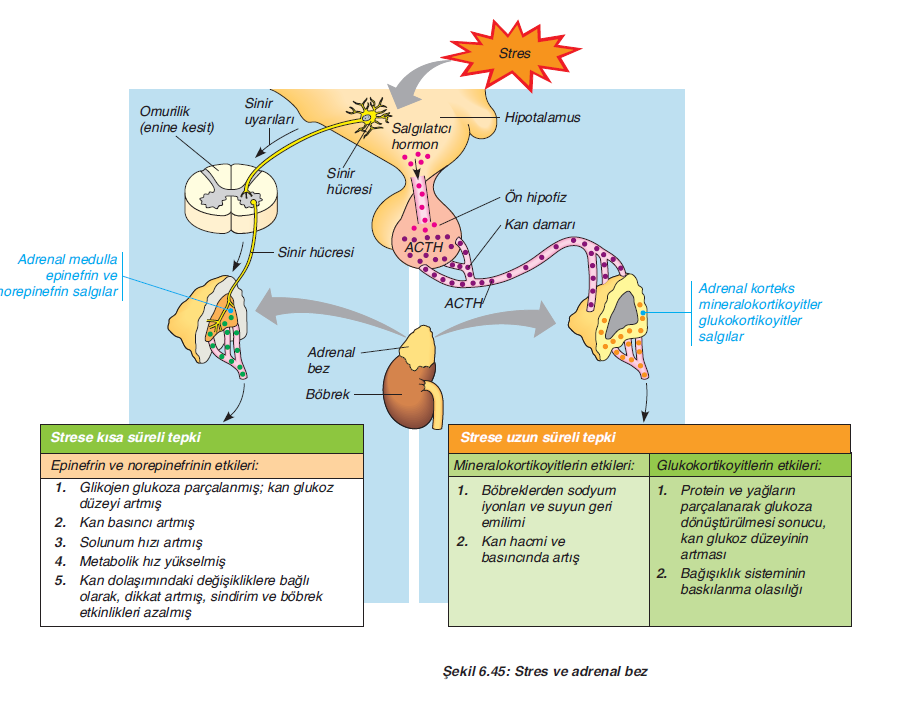 Stres
Omurilik
(enine kesit)
Sinir
uyarıları
Salgılatıcı
hormon
Hipotalamus
Sinir
hücresi
Ön hipofiz
Kan damarı
ACTH
Sinir hücresi
Adrenal medulla
epinefrin ve
norepinefrin salgılar
ACTH
Adrenal korteks
mineralokortikoyitler
glukokortikoyitler
salgılar
Adrenal
bez
Böbrek
Strese kısa süreli tepki
Epinefrin ve norepinefrinin etkileri:
1. Glikojen glukoza parçalanmış; kan glukoz
düzeyi artmış
2. Kan basıncı artmış
3. Solunum hızı artmış
4. Metabolik hız yükselmiş
5. Kan dolaşımındaki değişikliklere bağlı
olarak, dikkat artmış, sindirim ve böbrek
etkinlikleri azalmış
Strese uzun süreli tepki
Mineralokortikoyitlerin etkileri:
1. Böbreklerden sodyum
iyonları ve suyun geri
emilimi
2. Kan hacmi ve
basıncında artış
Glukokortikoyitlerin etkileri:
1. Protein ve yağların
parçalanarak glukoza
dönüştürülmesi sonucu,
kan glukoz düzeyinin
artması
2. Bağışıklık sisteminin
baskılanma olasılığı
Şekil 6.45: Stres ve adrenal bez